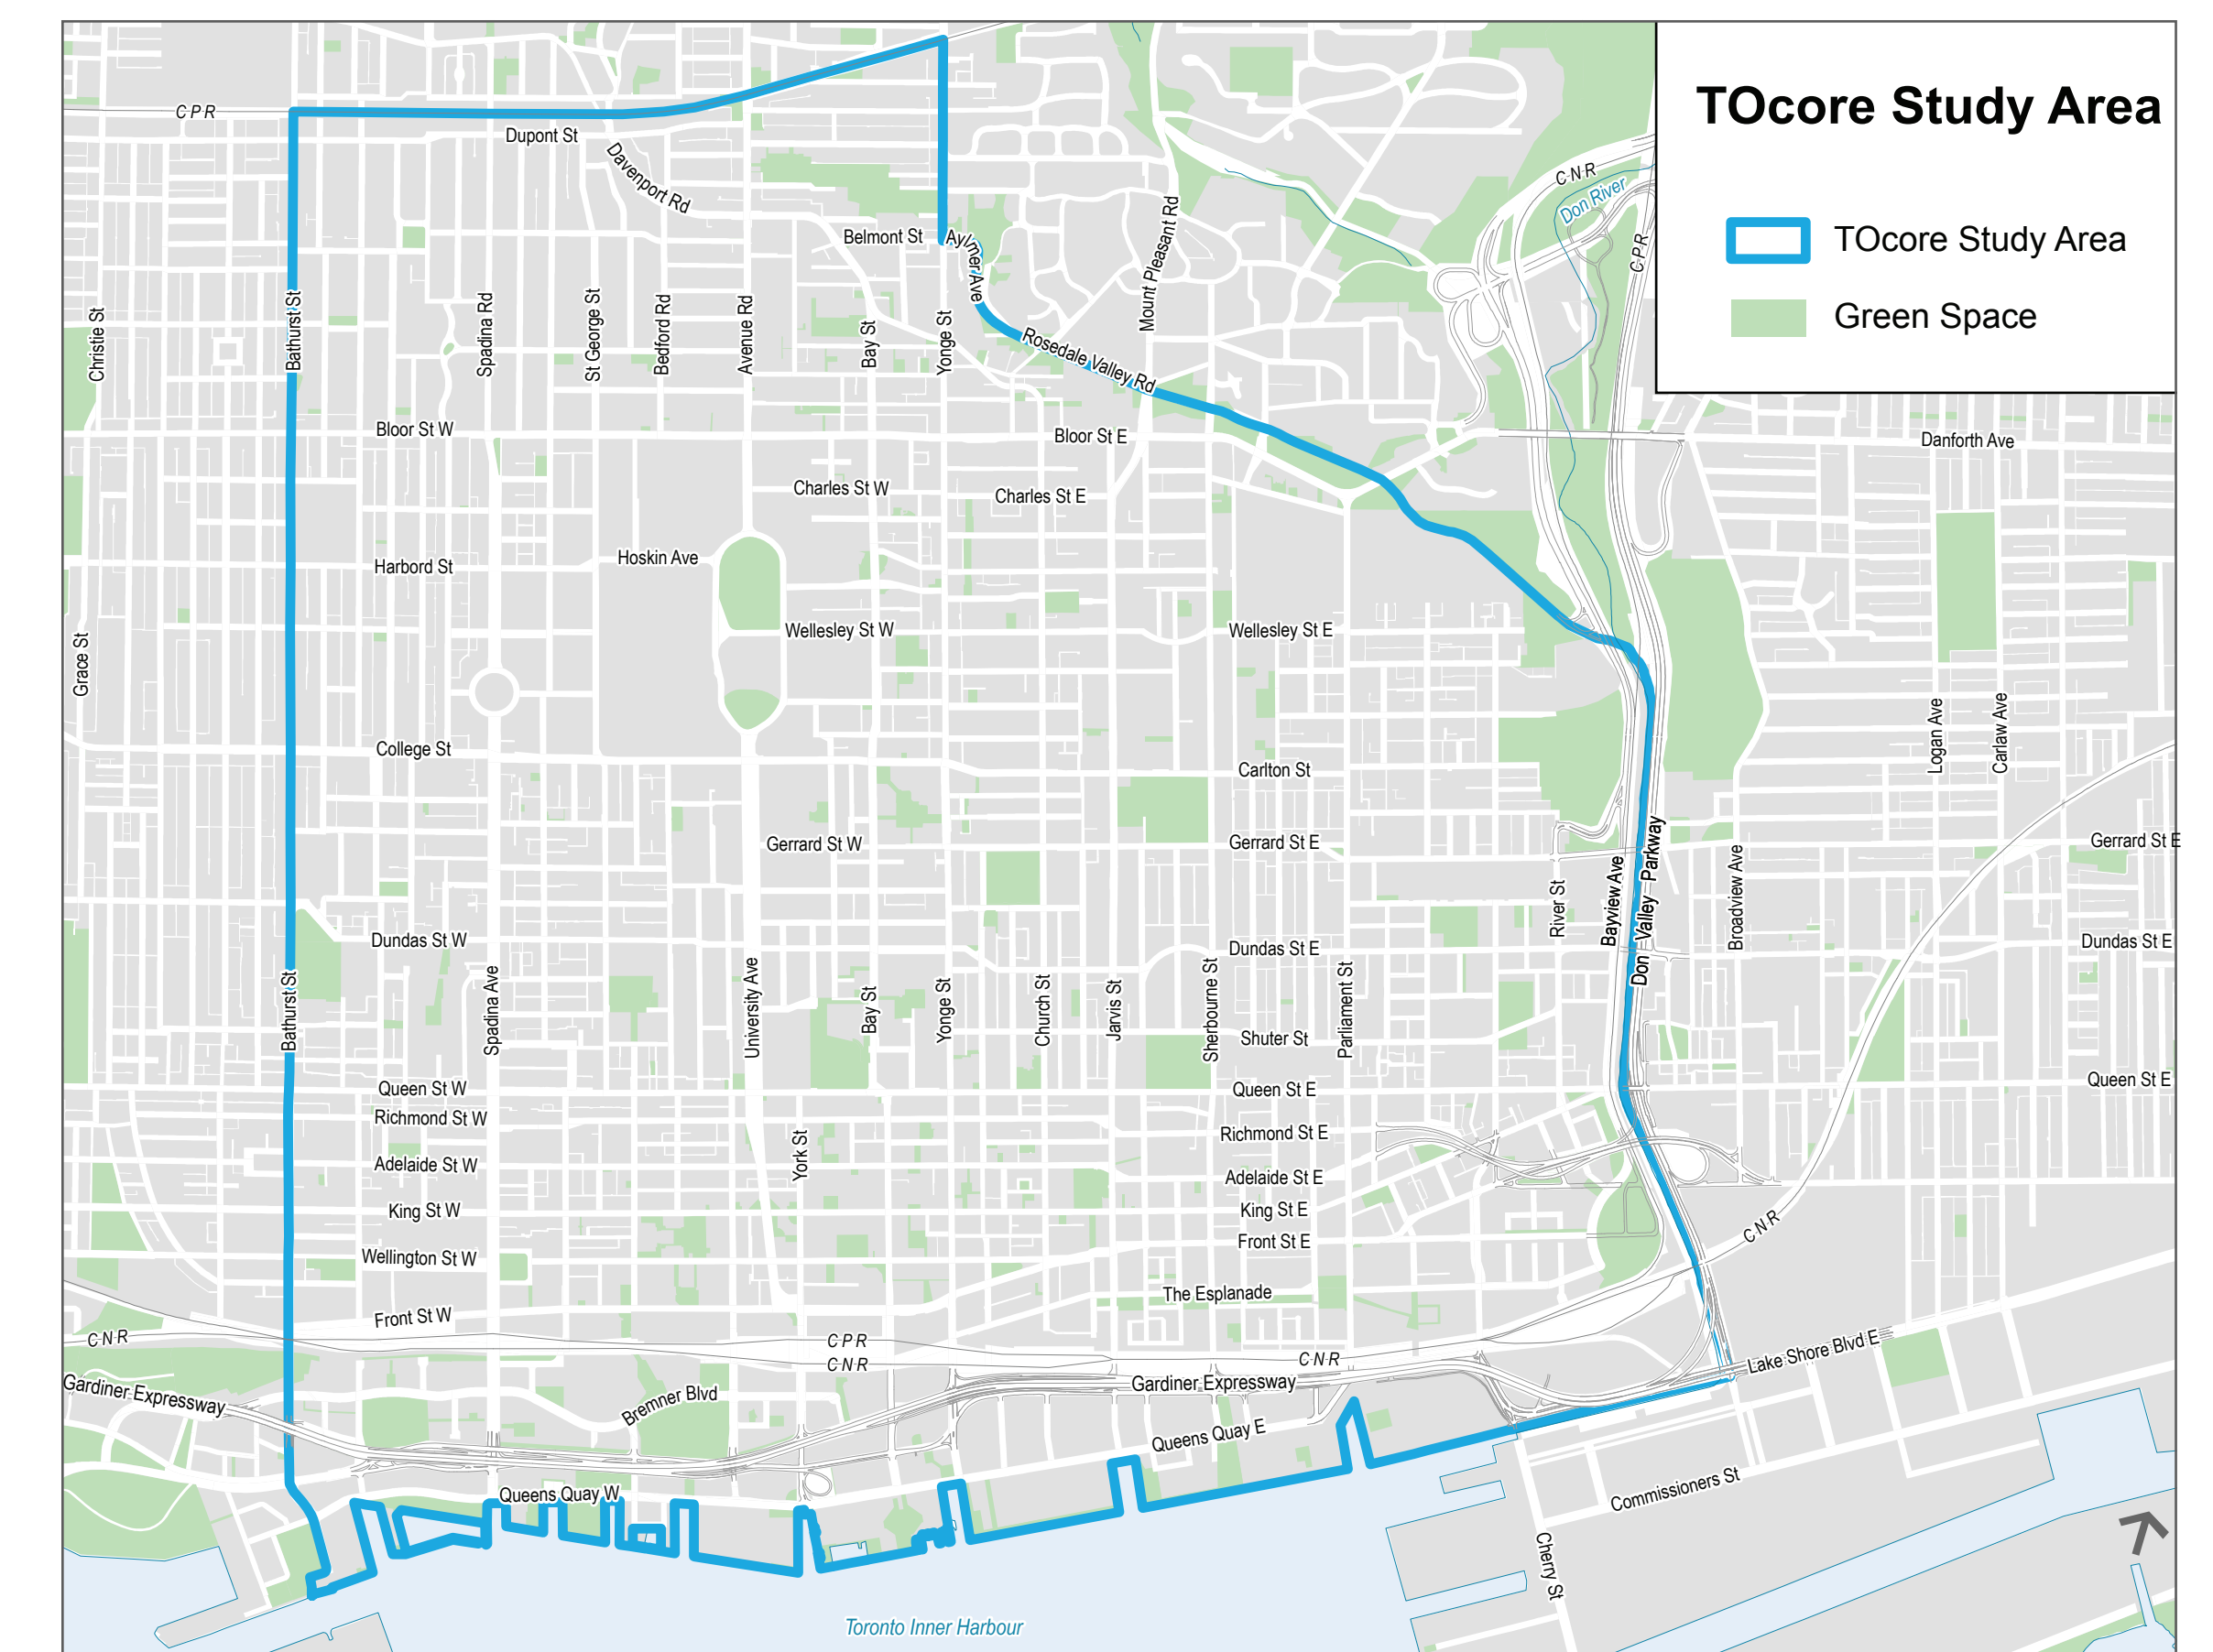 TOcore Study Area
TOcore Study Area
Green Space
C P R
Dupont St
Davenport Rd
Belmont St
Aylmer Ave
Mount Pleasant Rd
C N R
Don River
C P R
Christie St
Bathurst St
Spadina Rd
St George St
Bedford Rd
Avenue Rd
Bay St
Yonge St
Rosedale Valley Rd
Bloor St W
Bloor St E
Danforth Ave
Charles St W
Charles St E
Harbord St
Hoskin Ave
Grace St
Wellesley St W
Wellesley St E
Logan Ave
Carlaw Ave
College St
Carlton St
Gerrard St W
Gerrard St E
Gerrard St E
River St
Bayview Ave
Don Valley Parkway
Broadview Ave
Dundas St W
Dundas St E
Dundas St E
Bathurst St
Spadina Ave
University Ave
Bay St
Yonge St
Church St
Jarvis St
Sherbourne St
Parliament St
Shuter St
Queen St W
Queen St E
Queen St E
Richmond St W
Richmond St E
York St
Adelaide St W
Adelaide St E
King St W
King St E
Wellington St W
Front St E
C N R
The Esplanade
Front St W
C N R
C P R
C N R
C N R
Lake Shore Blvd E
Gardiner Expressway
Gardiner Expressway
Bremner Blvd
Queens Quay E
Queens Quay W
Commissioners St
Cherry St
Toronto Inner Harbour